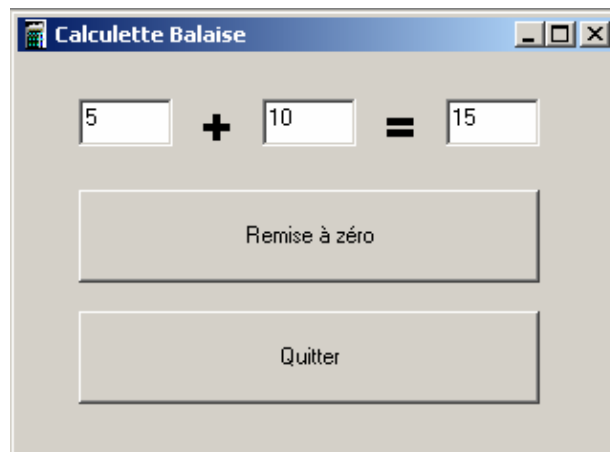 Calculette Balaise
5 + 10 = 15
Remise à zéro
Quitter